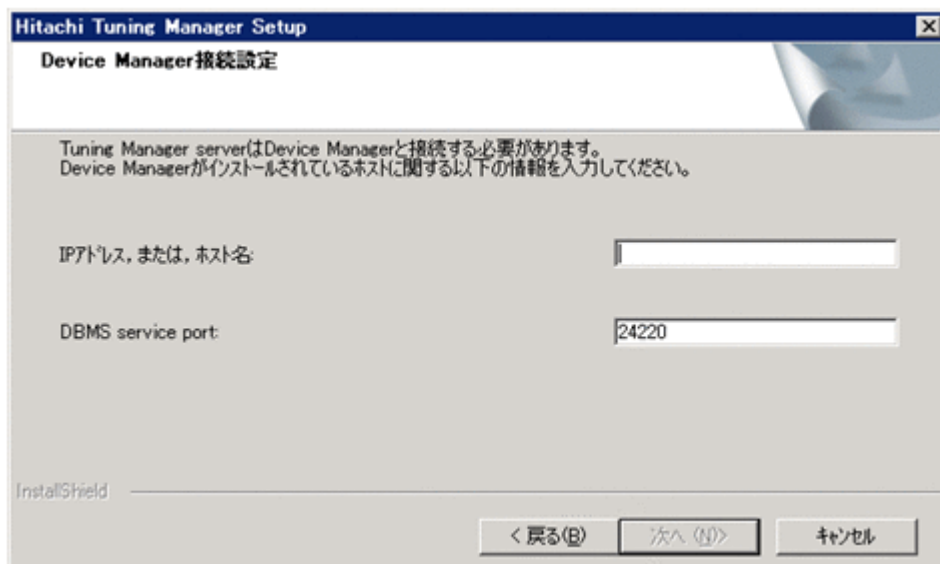 Hitachi Tuning Manager Setup
Device Manager接続設定
Tuning Manager serverはDevice Managerと接続する必要があります。
Device Managerがインストールされているホストに関する以下の情報を入力してください。
IPアドレス，または，ホスト名:
DBMS service port:
24220
InstallShield
< 戻る(B)
次へ (N)>
キャンセル